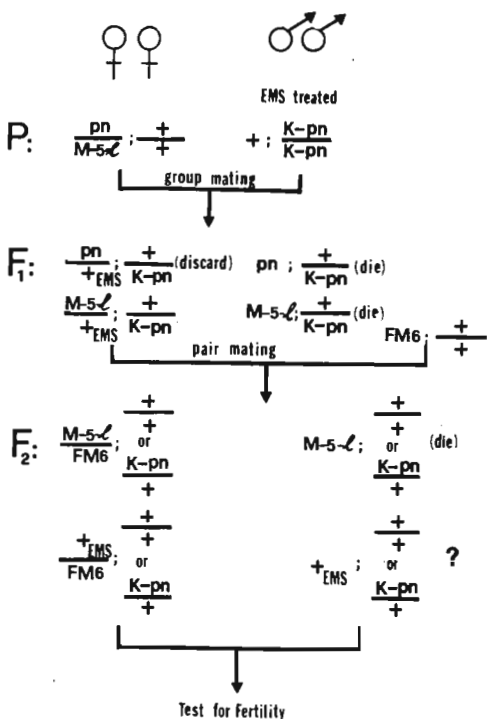 ♀ ♀ ♂ ♂
EMS treated
P: pn/M-5-ℓ ; +/+ + ; K-pn/K-pn
group mating
F1: pn/+EMS ; +/K-pn (discard) pn ; +/K-pn (die)
M-5-ℓ/+EMS ; +/K-pn M-5-ℓ ; +/K-pn (die)
FM6 ; +/+
pair mating
F2: M-5-ℓ/FM6 ; +/+ or K-pn/+ M-5-ℓ ; +/+ or K-pn/+ (die)
+EMS/FM6 ; +/+ or K-pn/+ +EMS ; +/+ or K-pn/+ ?
Test for Fertility